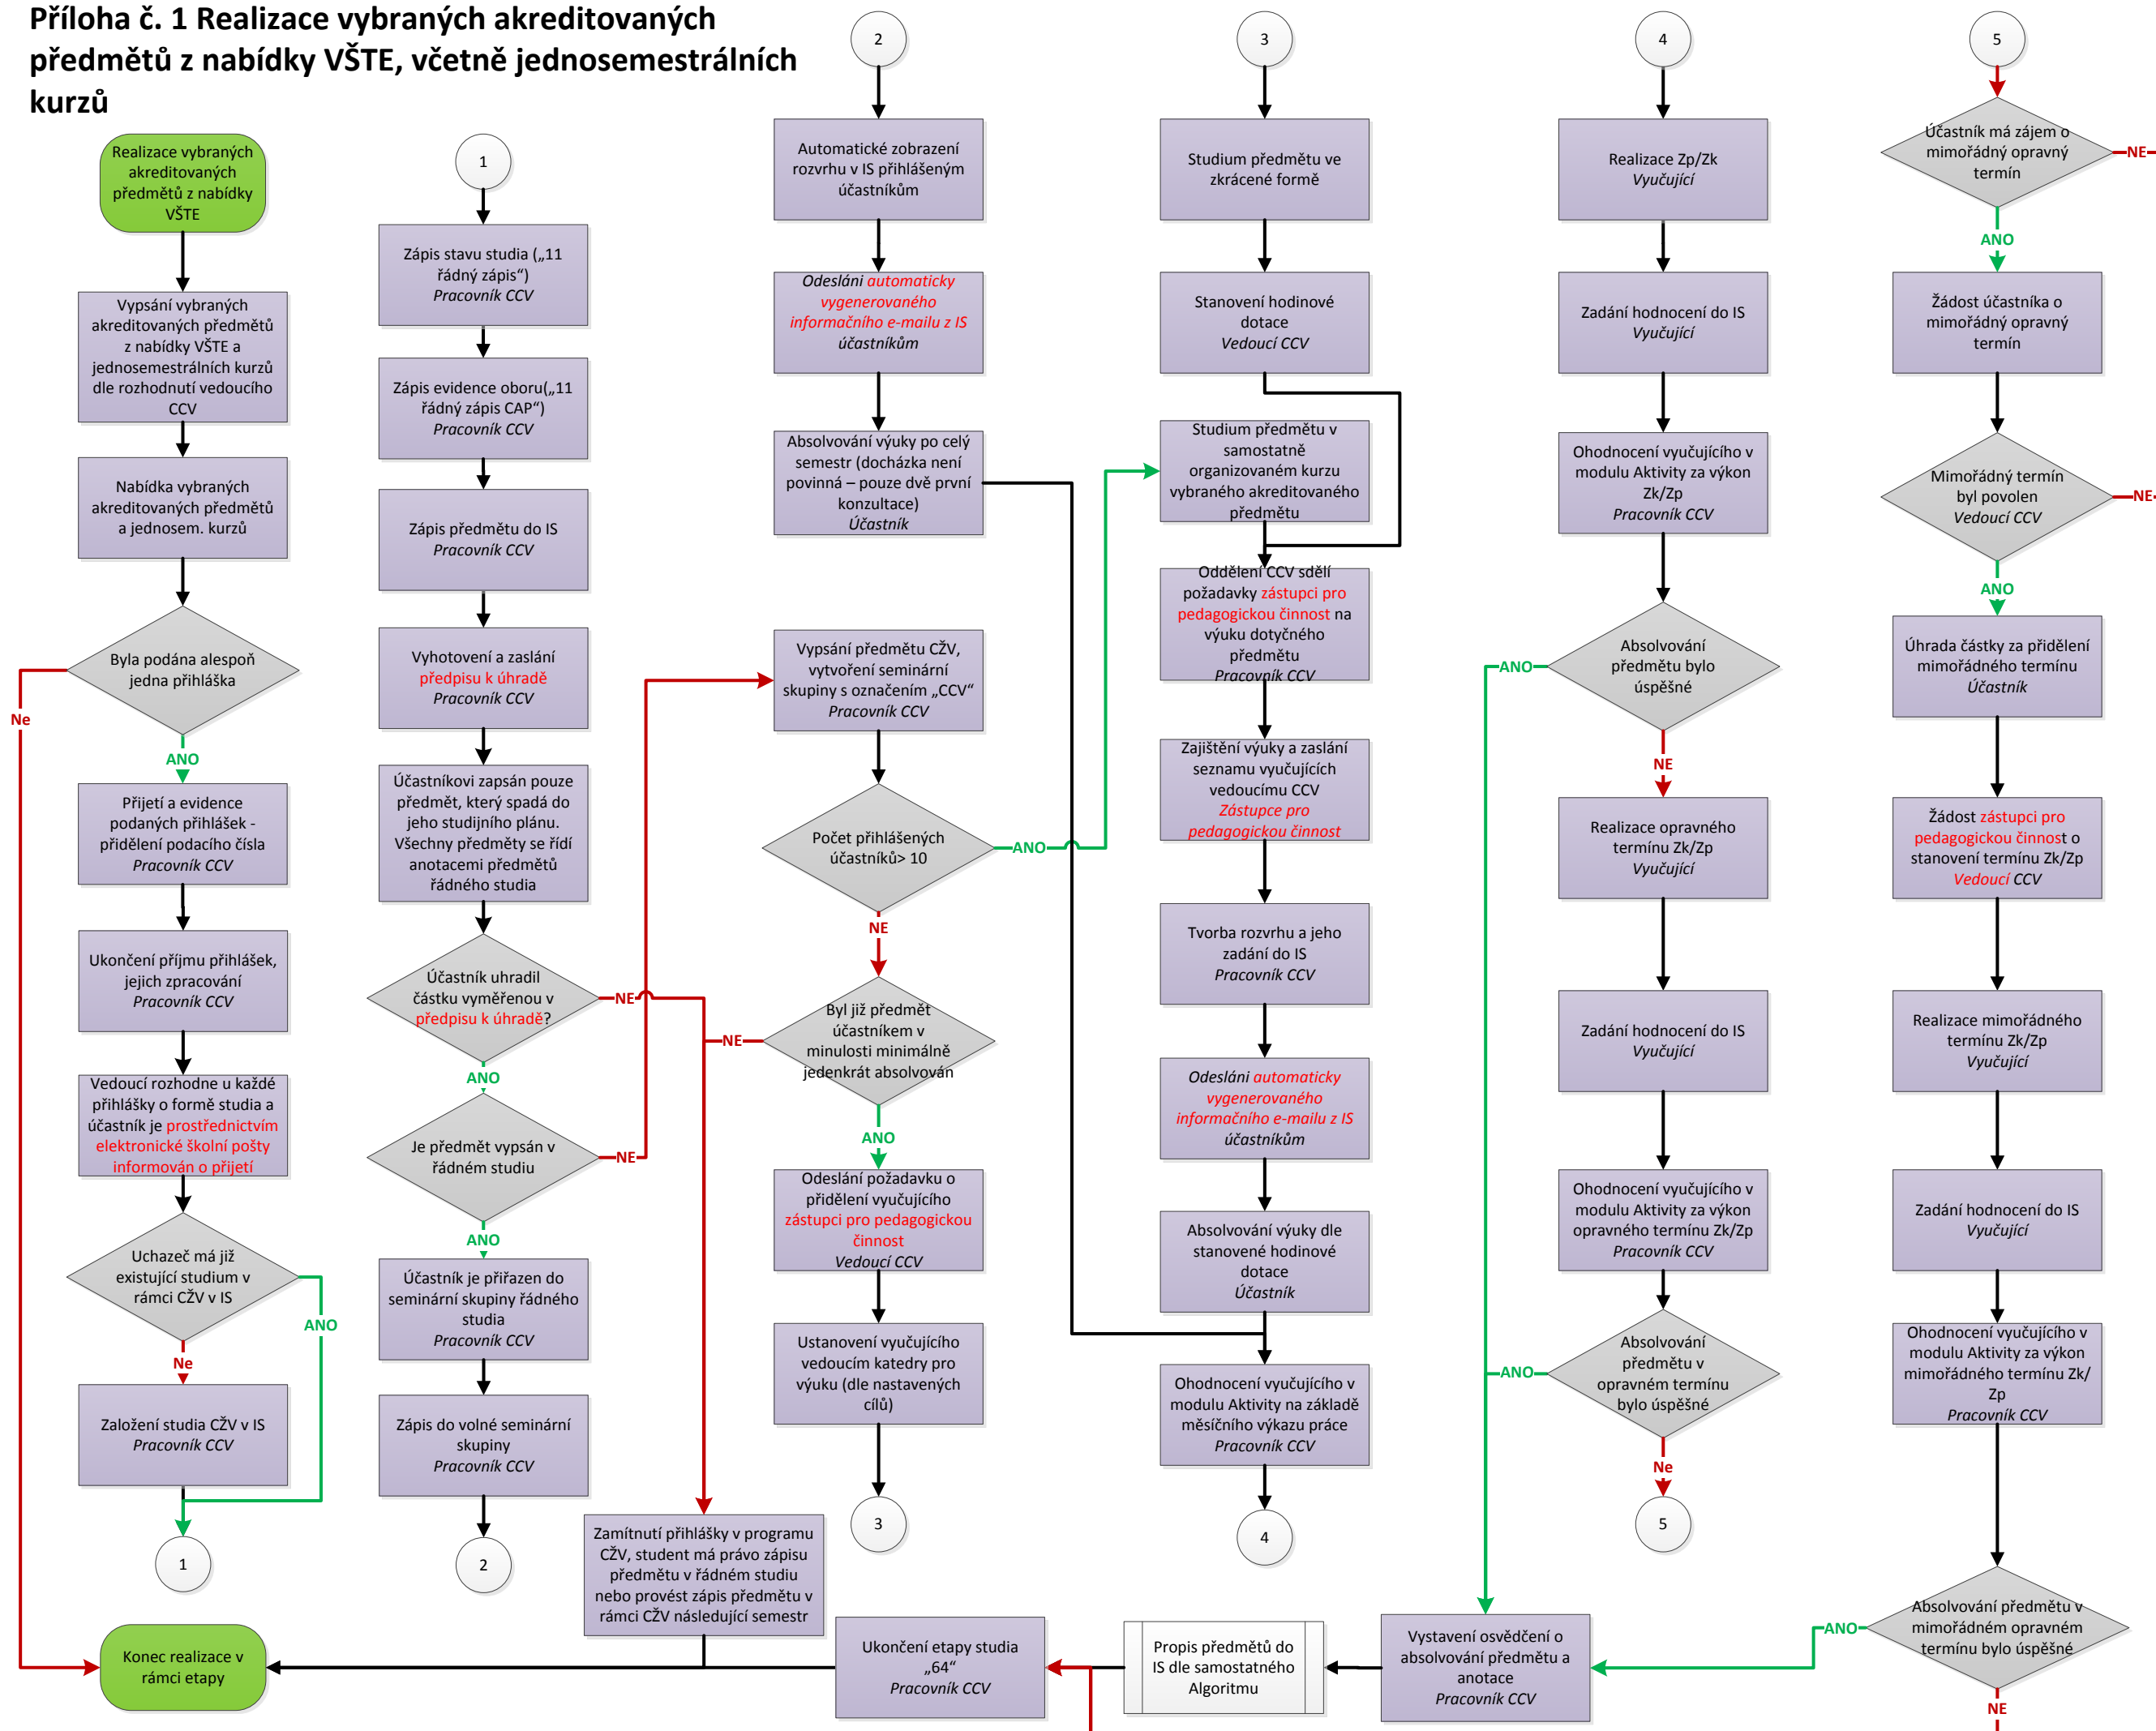 Příloha č. 1 Realizace vybraných akreditovaných
předmětů z nabídky VŠTE, včetně jednosemestrálních
kurzů
Realizace vybraných
akreditovaných
předmětů z nabídky
VŠTE
Vypsání vybraných
akreditovaných předmětů
z nabídky VŠTE a
jednosemestrálních kurzů
dle rozhodnutí vedoucího
CCV
Nabídka vybraných
akreditovaných předmětů
a jednosem. kurzů
Byla podána alespoň
jedna přihláška
Ne
ANO
Přijetí a evidence
podaných přihlášek -
přidělení podacího čísla
Pracovník CCV
Ukončení příjmu přihlášek,
jejich zpracování
Pracovník CCV
Vedoucí rozhodne u každé
přihlášky o formě studia a
účastník je prostřednictvím
elektronické školní pošty
informován o přijetí
Uchazeč má již
existující studium v
rámci CŽV v IS
ANO
Ne
Založení studia CŽV v IS
Pracovník CCV
1
Konec realizace v
rámci etapy
1
Zápis stavu studia („11
řádný zápis“)
Pracovník CCV
Zápis evidence oboru(„11
řádný zápis CAP“)
Pracovník CCV
Zápis předmětu do IS
Pracovník CCV
Vyhotovení a zaslání
předpisu k úhradě
Pracovník CCV
Účastníkovi zapsán pouze
předmět, který spadá do
jeho studijního plánu.
Všechny předměty se řídí
anotacemi předmětů
řádného studia
Účastník uhradil
částku vyměřenou v
předpisu k úhradě?
NE
ANO
Je předmět vypsán v
řádném studiu
NE
ANO
Účastník je přiřazen do
seminární skupiny řádného
studia
Pracovník CCV
Zápis do volné seminární
skupiny
Pracovník CCV
2
Zamítnutí přihlášky v programu
CŽV, student má právo zápisu
předmětu v řádném studiu
nebo provést zápis předmětu v
rámci CŽV následující semestr
2
Automatické zobrazení
rozvrhu v IS přihlášeným
účastníkům
Odesláni automaticky
vygenerovaného
informačního e-mailu z IS
účastníkům
Absolvování výuky po celý
semestr (docházka není
povinná – pouze dvě první
konzultace)
Účastník
Vypsání předmětu CŽV,
vytvoření seminární
skupiny s označením „CCV“
Pracovník CCV
Počet přihlášených
účastníků> 10
ANO
NE
Byl již předmět
účastníkem v
minulosti minimálně
jedenkrát absolvován
NE
ANO
Odeslání požadavku o
přidělení vyučujícího
zástupci pro pedagogickou
činnost
Vedoucí CCV
Ustanovení vyučujícího
vedoucím katedry pro
výuku (dle nastavených
cílů)
3
Ukončení etapy studia
„64“
Pracovník CCV
3
Studium předmětu ve
zkrácené formě
Stanovení hodinové
dotace
Vedoucí CCV
Studium předmětu v
samostatně
organizovaném kurzu
vybraného akreditovaného
předmětu
Oddělení CCV sdělí
požadavky zástupci pro
pedagogickou činnost na
výuku dotyčného
předmětu
Pracovník CCV
Zajištění výuky a zaslání
seznamu vyučujících
vedoucímu CCV
Zástupce pro
pedagogickou činnost
Tvorba rozvrhu a jeho
zadání do IS
Pracovník CCV
Odesláni automaticky
vygenerovaného
informačního e-mailu z IS
účastníkům
Absolvování výuky dle
stanovené hodinové
dotace
Účastník
Ohodnocení vyučujícího v
modulu Aktivity na základě
měsíčního výkazu práce
Pracovník CCV
4
Propis předmětů do
IS dle samostatného
Algoritmu
4
Realizace Zp/Zk
Vyučující
Zadání hodnocení do IS
Vyučující
Ohodnocení vyučujícího v
modulu Aktivity za výkon
Zk/Zp
Pracovník CCV
Absolvování
předmětu bylo
úspěšné
ANO
NE
Realizace opravného
termínu Zk/Zp
Vyučující
Zadání hodnocení do IS
Vyučující
Ohodnocení vyučujícího v
modulu Aktivity za výkon
opravného termínu Zk/Zp
Pracovník CCV
Absolvování
předmětu v
opravném termínu
bylo úspěšné
ANO
Ne
5
Vystavení osvědčení o
absolvování předmětu a
anotace
Pracovník CCV
5
Účastník má zájem o
mimořádný opravný
termín
NE
ANO
Žádost účastníka o
mimořádný opravný
termín
Mimořádný termín
byl povolen
Vedoucí CCV
NE
ANO
Úhrada částky za přidělení
mimořádného termínu
Účastník
Žádost zástupci pro
pedagogickou činnost o
stanovení termínu Zk/Zp
Vedoucí CCV
Realizace mimořádného
termínu Zk/Zp
Vyučující
Zadání hodnocení do IS
Vyučující
Ohodnocení vyučujícího v
modulu Aktivity za výkon
mimořádného termínu Zk/
Zp
Pracovník CCV
Absolvování předmětu v
mimořádném opravném
termínu bylo úspěšné
ANO
NE